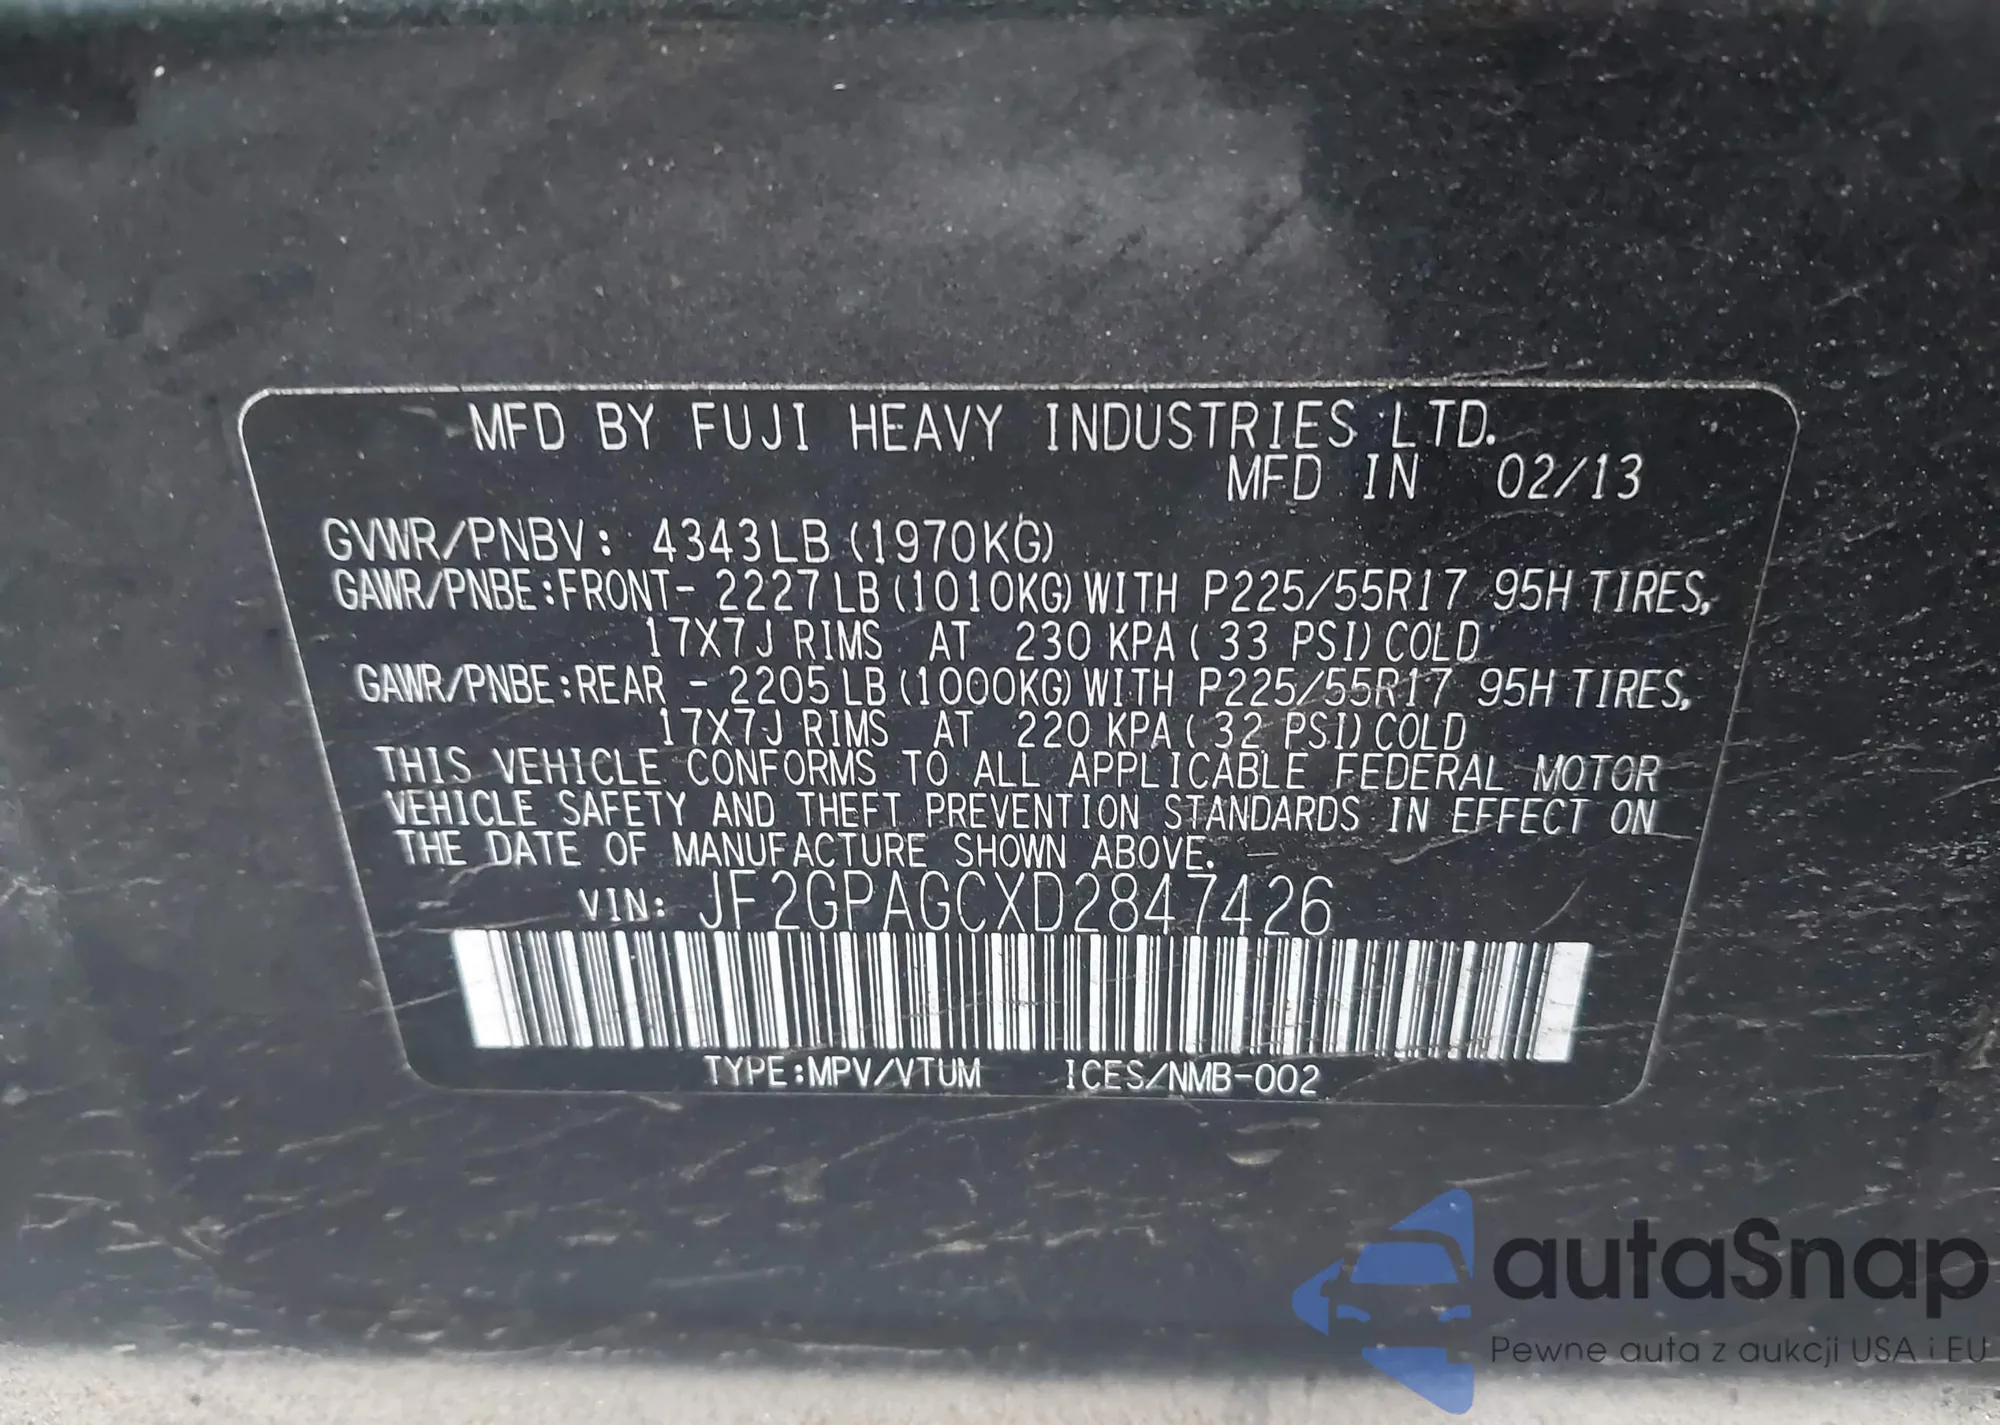 MFD BY FUJI HEAVY INDUSTRIES LTD.
MFD IN 02/13
GVWR/PNBV: 4343LB (1970KG)
GAWR/PNBE:FRONT- 2227LB (1010KG) WITH P225/55R17 95H TIRES,
17X7J RIMS AT 230 KPA ( 33 PSI) COLD
GAWR/PNBE:REAR - 2205LB (1000KG) WITH P225/55R17 95H TIRES,
17X7J RIMS AT 220 KPA ( 32 PSI) COLD
THIS VEHICLE CONFORMS TO ALL APPLICABLE FEDERAL MOTOR
VEHICLE SAFETY AND THEFT PREVENTION STANDARDS IN EFFECT ON
THE DATE OF MANUFACTURE SHOWN ABOVE.
VIN: JF2GPAGCXD2847426
TYPE:MPV/VTUM ICES/NMB-002
autaSnap
Pewne auta z aukcji USA i EU